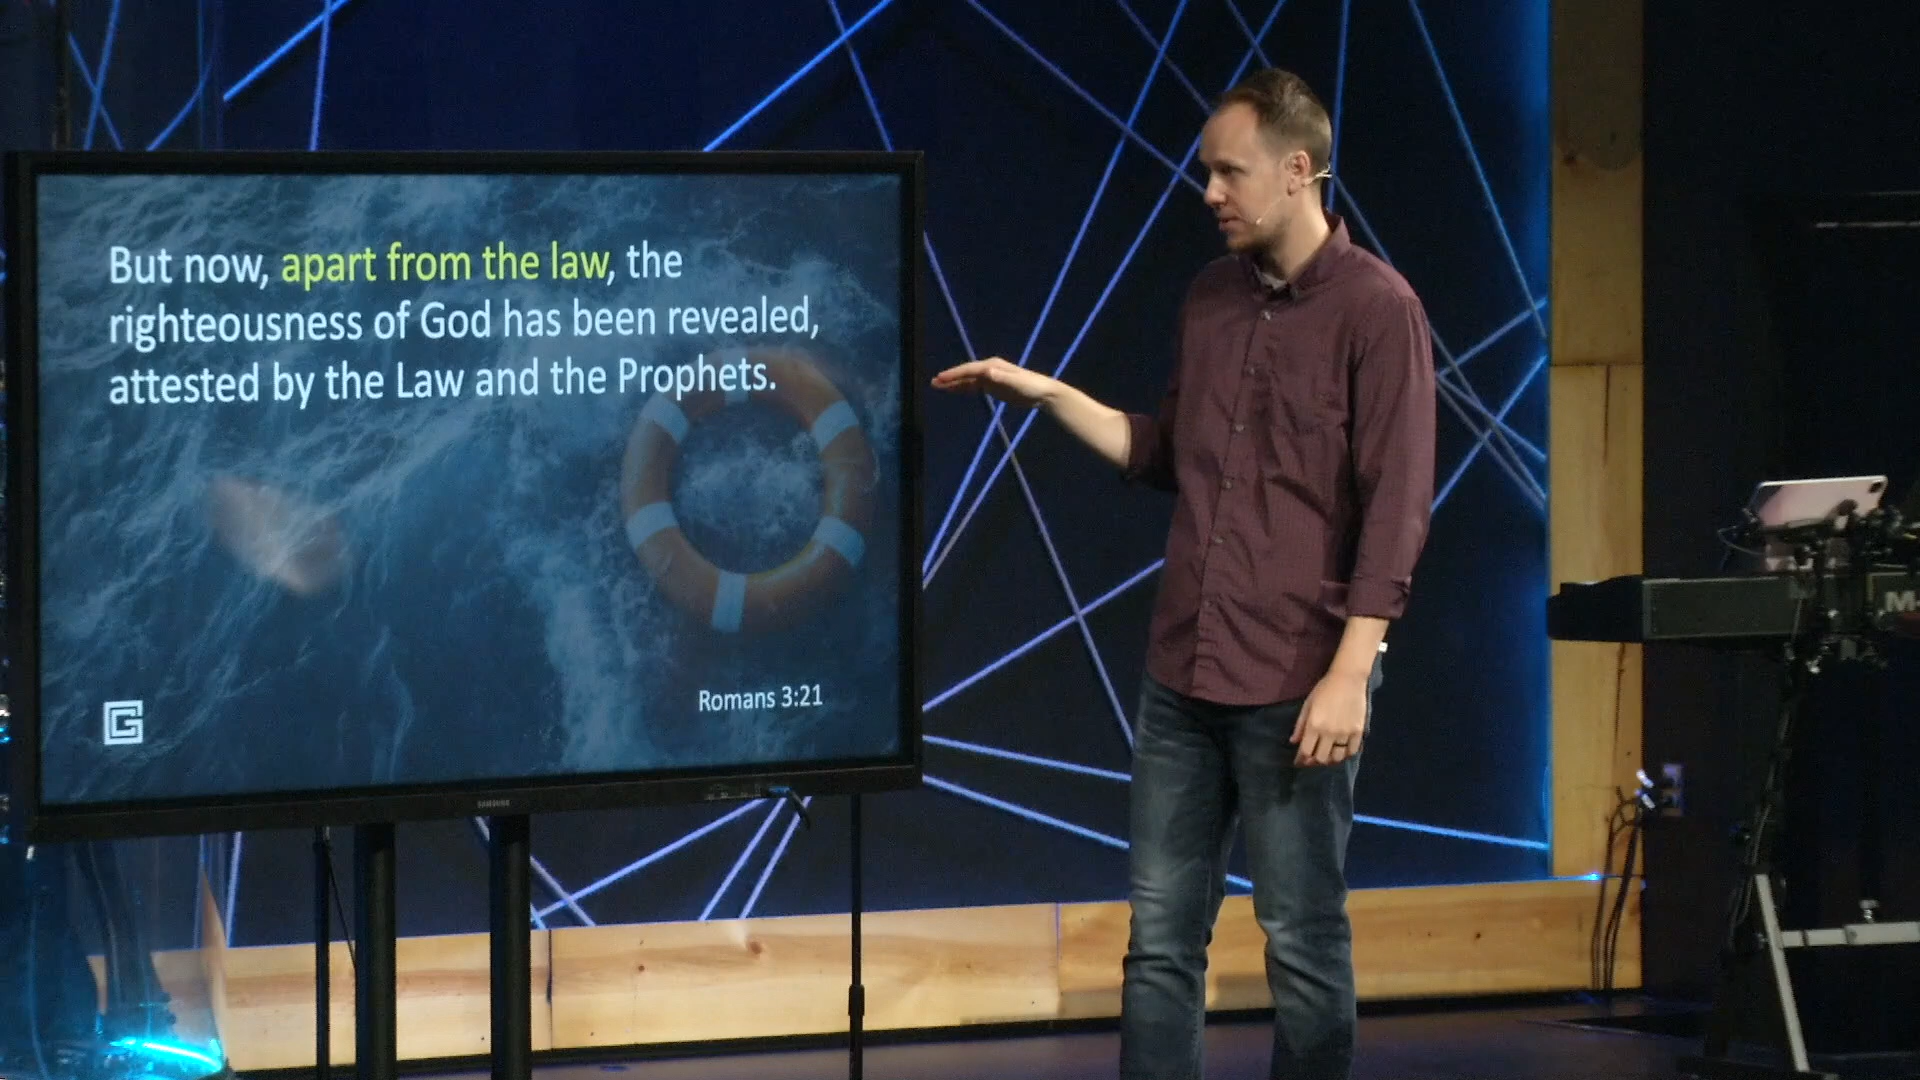 But now, apart from the law, the
righteousness of God has been revealed,
attested by the Law and the Prophets.
Romans 3:21
SAMSUNG